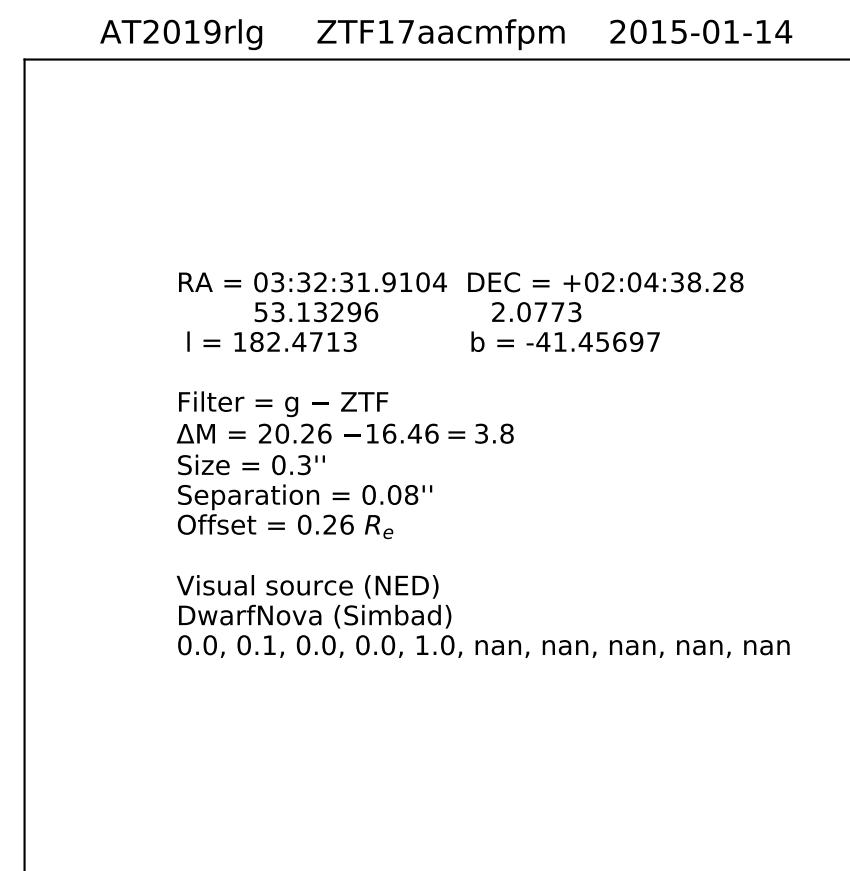 AT2019rlg ZTF17aacmfpm 2015-01-14
RA = 03:32:31.9104 DEC = +02:04:38.28
53.13296 2.0773
l = 182.4713 b = -41.45697
Filter = g − ZTF
ΔM = 20.26 −16.46 = 3.8
Size = 0.3''
Separation = 0.08''
Offset = 0.26 Re
Visual source (NED)
DwarfNova (Simbad)
0.0, 0.1, 0.0, 0.0, 1.0, nan, nan, nan, nan, nan